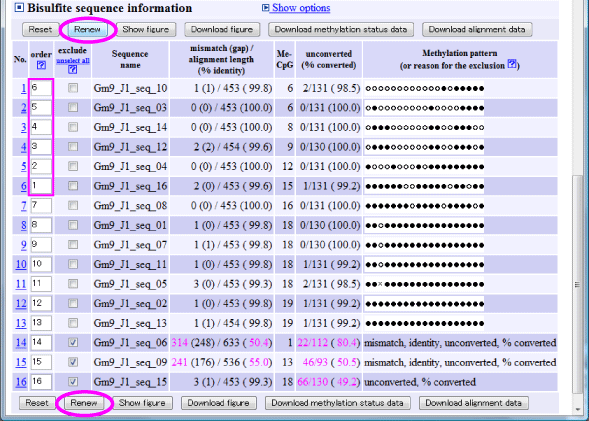 Bisulfite sequence information Show options
Reset Renew Show figure Download figure Download methylation status data Download alignment data
No. order [?] exclude unselect all [?] Sequence name mismatch (gap) / alignment length (% identity) Me-CpG unconverted (% converted) Methylation pattern (or reason for the exclusion [?])
1 6 Gm9_J1_seq_10 1 (1) / 453 ( 99.8) 6 2/131 ( 98.5)
2 5 Gm9_J1_seq_03 0 (0) / 453 (100.0) 6 0/131 (100.0)
3 4 Gm9_J1_seq_14 0 (0) / 453 (100.0) 8 0/131 (100.0)
4 3 Gm9_J1_seq_12 2 (2) / 454 ( 99.6) 9 0/130 (100.0)
5 2 Gm9_J1_seq_04 0 (0) / 453 (100.0) 12 0/131 (100.0)
6 1 Gm9_J1_seq_16 2 (0) / 453 ( 99.6) 15 1/131 ( 99.2)
7 7 Gm9_J1_seq_08 0 (0) / 453 (100.0) 16 0/131 (100.0)
8 8 Gm9_J1_seq_01 1 (0) / 453 ( 99.8) 18 0/130 (100.0)
9 9 Gm9_J1_seq_07 1 (1) / 453 ( 99.8) 18 0/130 (100.0)
10 10 Gm9_J1_seq_11 1 (0) / 453 ( 99.8) 18 1/131 ( 99.2)
11 11 Gm9_J1_seq_05 3 (0) / 453 ( 99.3) 18 2/131 ( 98.5)
12 12 Gm9_J1_seq_02 1 (0) / 453 ( 99.8) 19 1/131 ( 99.2)
13 13 Gm9_J1_seq_13 1 (1) / 454 ( 99.8) 19 1/131 ( 99.2)
14 14 Gm9_J1_seq_06 314 (248) / 633 ( 50.4) 1 22/112 ( 80.4) mismatch, identity, unconverted, % converted
15 15 Gm9_J1_seq_09 241 (176) / 536 ( 55.0) 13 46/93 ( 50.5) mismatch, identity, unconverted, % converted
16 16 Gm9_J1_seq_15 3 (1) / 453 ( 99.3) 18 66/130 ( 49.2) unconverted, % converted
Reset Renew Show figure Download figure Download methylation status data Download alignment data